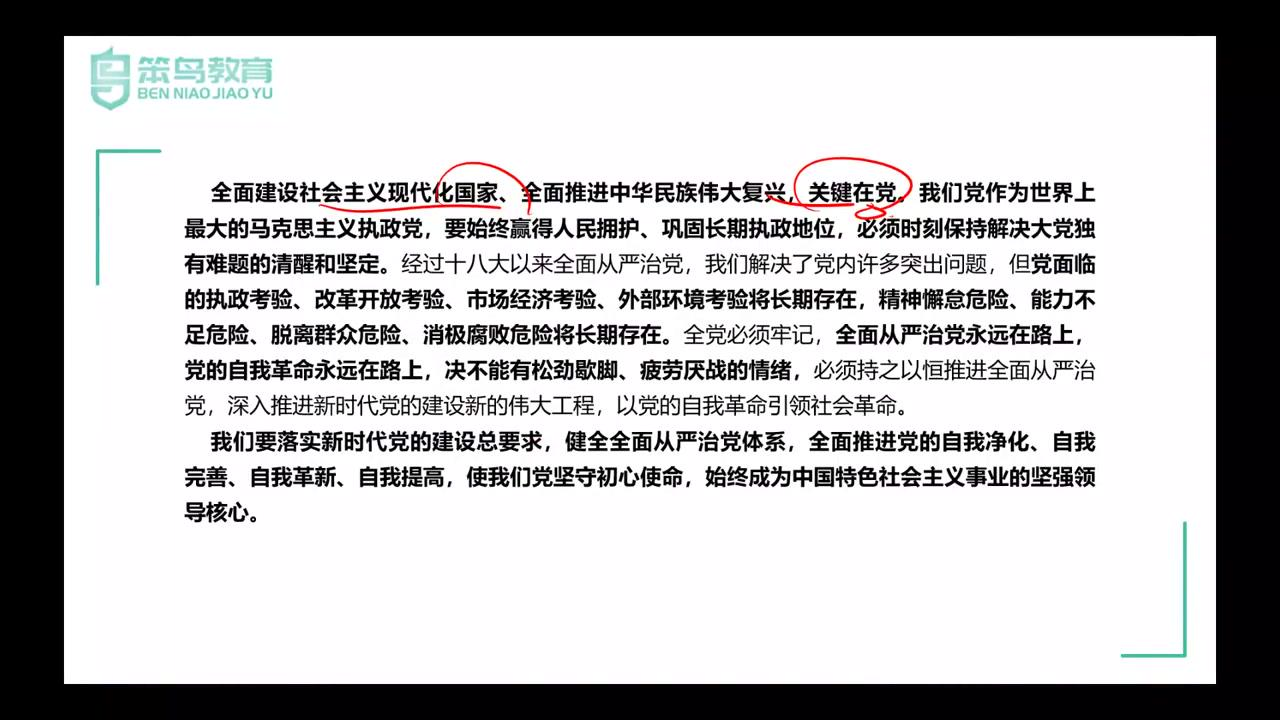 笨鸟教育
BEN NIAO JIAO YU
全面建设社会主义现代化国家、全面推进中华民族伟大复兴，关键在党。我们党作为世界上
最大的马克思主义执政党，要始终赢得人民拥护、巩固长期执政地位，必须时刻保持解决大党独
有难题的清醒和坚定。经过十八大以来全面从严治党，我们解决了党内许多突出问题，但党面临
的执政考验、改革开放考验、市场经济考验、外部环境考验将长期存在，精神懈怠危险、能力不
足危险、脱离群众危险、消极腐败危险将长期存在。全党必须牢记，全面从严治党永远在路上，
党的自我革命永远在路上，决不能有松劲歇脚、疲劳厌战的情绪，必须持之以恒推进全面从严治
党，深入推进新时代党的建设新的伟大工程，以党的自我革命引领社会革命。
我们要落实新时代党的建设总要求，健全全面从严治党体系，全面推进党的自我净化、自我
完善、自我革新、自我提高，使我们党坚守初心使命，始终成为中国特色社会主义事业的坚强领
导核心。